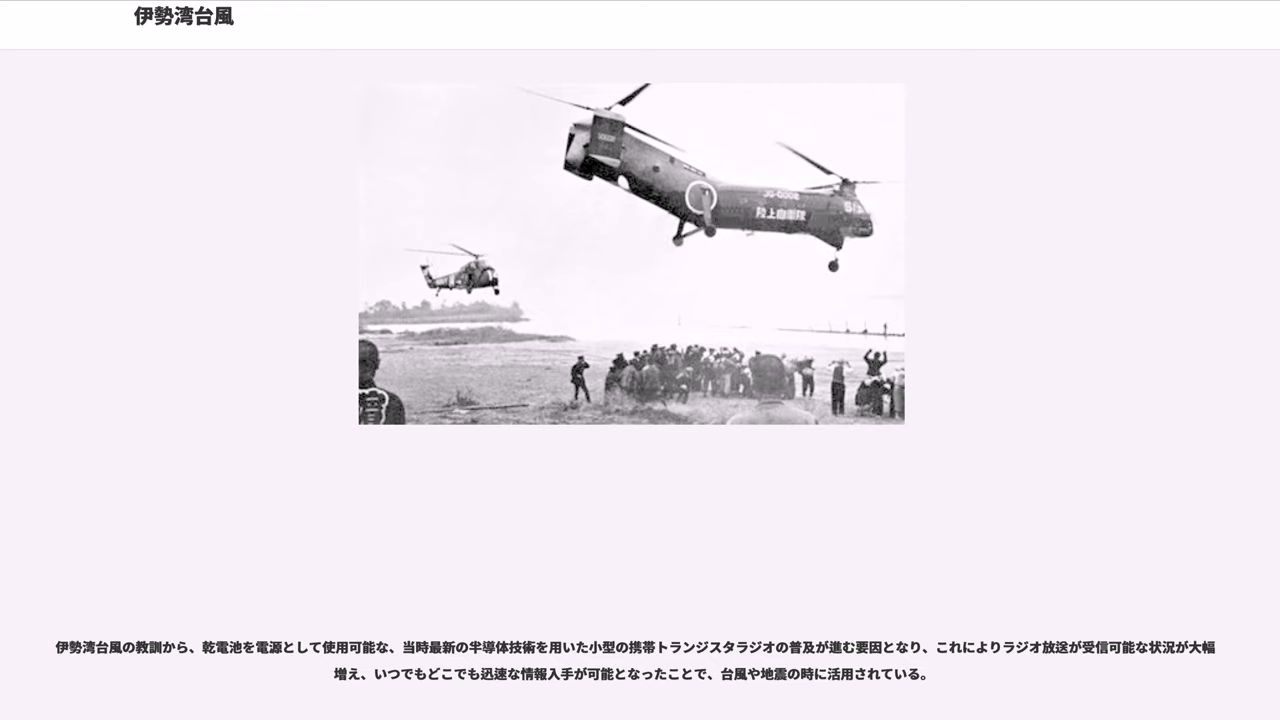 伊勢湾台風
JG-0002
陸上自衛隊
伊勢湾台風の教訓から、乾電池を電源として使用可能な、当時最新の半導体技術を用いた小型の携帯トランジスタラジオの普及が進む要因となり、これによりラジオ放送が受信可能な状況が大幅
増え、いつでもどこでも迅速な情報入手が可能となったことで、台風や地震の時に活用されている。